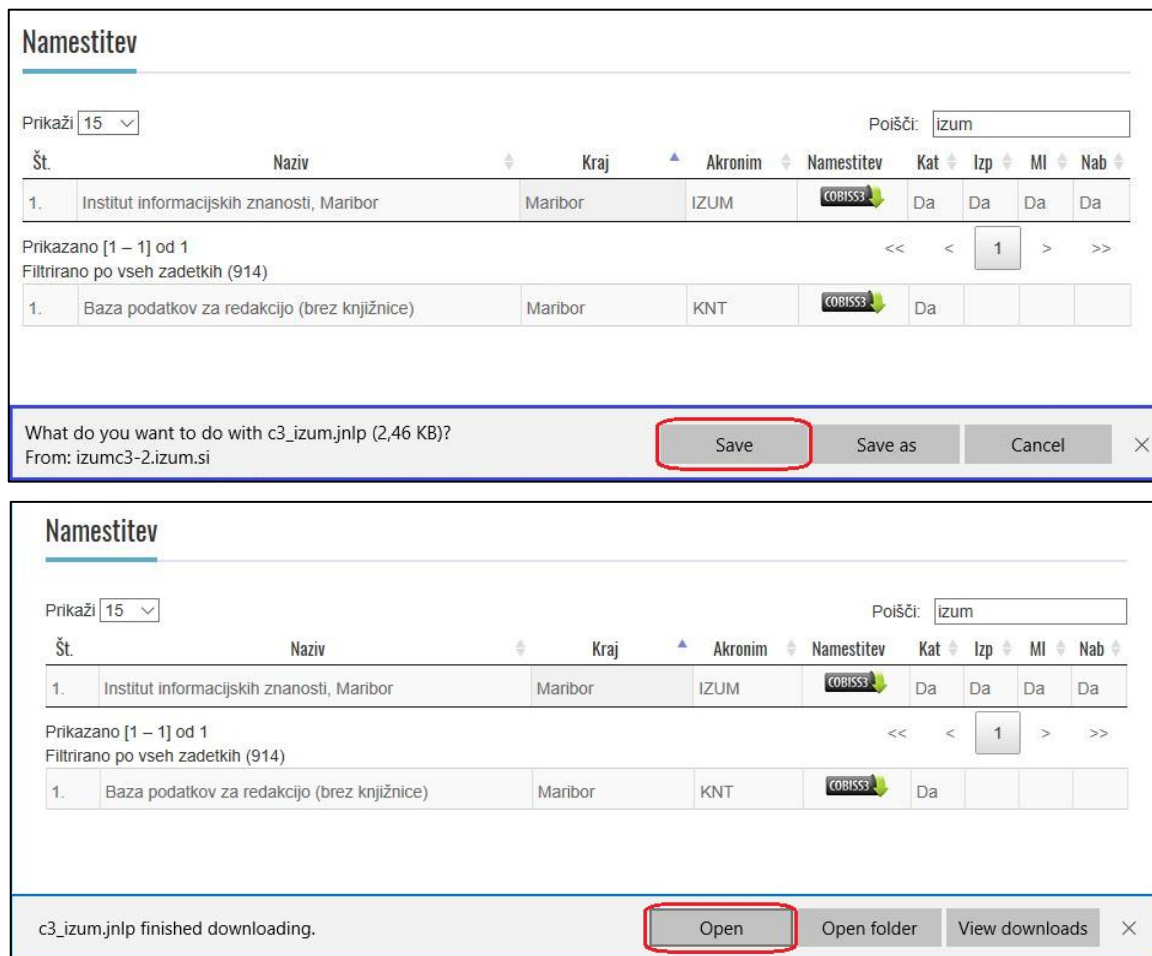 Namestitev
Prikaži 15 Poišči: izum
Št. Naziv Kraj Akronim Namestitev Kat Izp MI Nab
1. Institut informacijskih znanosti, Maribor Maribor IZUM COBISS3 Da Da Da Da
Prikazano [1 – 1] od 1 << < 1 > >>
Filtrirano po vseh zadetkih (914)
1. Baza podatkov za redakcijo (brez knjižnice) Maribor KNT COBISS3 Da
What do you want to do with c3_izum.jnlp (2,46 KB)?
From: izumc3-2.izum.si
Save Save as Cancel
Namestitev
Prikaži 15 Poišči: izum
Št. Naziv Kraj Akronim Namestitev Kat Izp MI Nab
1. Institut informacijskih znanosti, Maribor Maribor IZUM COBISS3 Da Da Da Da
Prikazano [1 – 1] od 1 << < 1 > >>
Filtrirano po vseh zadetkih (914)
1. Baza podatkov za redakcijo (brez knjižnice) Maribor KNT COBISS3 Da
c3_izum.jnlp finished downloading. Open Open folder View downloads